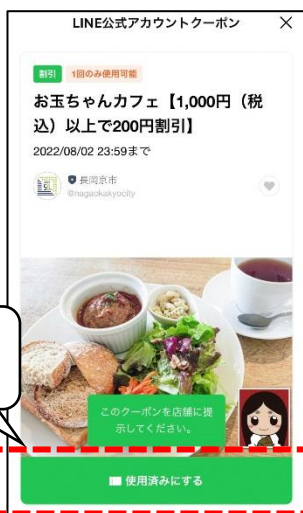 LINE公式アカウントクーポン
割引 1回のみ使用可能
お玉ちゃんカフェ【1,000円（税
込）以上で200円割引】
2022/08/02 23:59まで
長岡京市
@nagaokakyocity
このクーポンを店舗に提
示してください。
使用済みにする